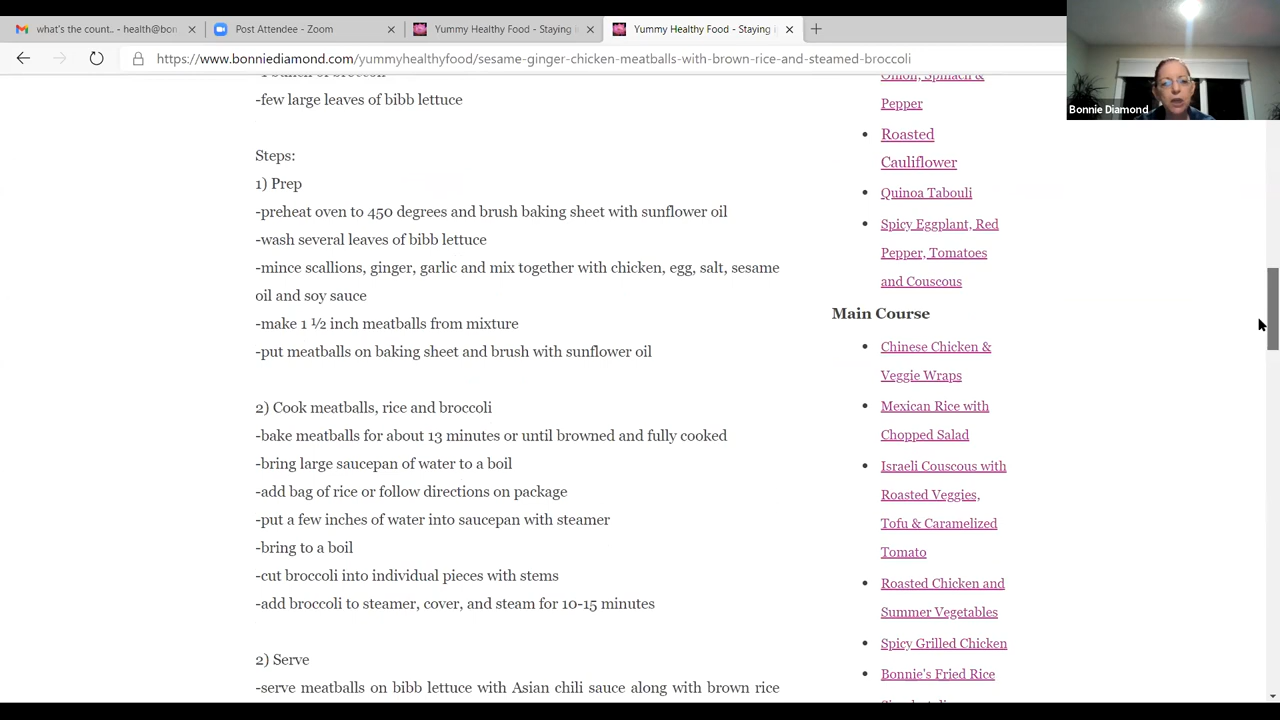 what's the count.. - health@bon
Post Attendee - Zoom
Yummy Healthy Food - Staying in
Yummy Healthy Food - Staying in
https://www.bonniediamond.com/yummyhealthyfood/sesame-ginger-chicken-meatballs-with-brown-rice-and-steamed-broccoli
Bonnie Diamond
-1 bunch of broccoli
-few large leaves of bibb lettuce
Steps:
1) Prep
-preheat oven to 450 degrees and brush baking sheet with sunflower oil
-wash several leaves of bibb lettuce
-mince scallions, ginger, garlic and mix together with chicken, egg, salt, sesame
oil and soy sauce
-make 1 ½ inch meatballs from mixture
-put meatballs on baking sheet and brush with sunflower oil
2) Cook meatballs, rice and broccoli
-bake meatballs for about 13 minutes or until browned and fully cooked
-bring large saucepan of water to a boil
-add bag of rice or follow directions on package
-put a few inches of water into saucepan with steamer
-bring to a boil
-cut broccoli into individual pieces with stems
-add broccoli to steamer, cover, and steam for 10-15 minutes
2) Serve
-serve meatballs on bibb lettuce with Asian chili sauce along with brown rice
Onion, Spinach &
Pepper
Roasted
Cauliflower
Quinoa Tabouli
Spicy Eggplant, Red
Pepper, Tomatoes
and Couscous
Main Course
Chinese Chicken &
Veggie Wraps
Mexican Rice with
Chopped Salad
Israeli Couscous with
Roasted Veggies,
Tofu & Caramelized
Tomato
Roasted Chicken and
Summer Vegetables
Spicy Grilled Chicken
Bonnie's Fried Rice